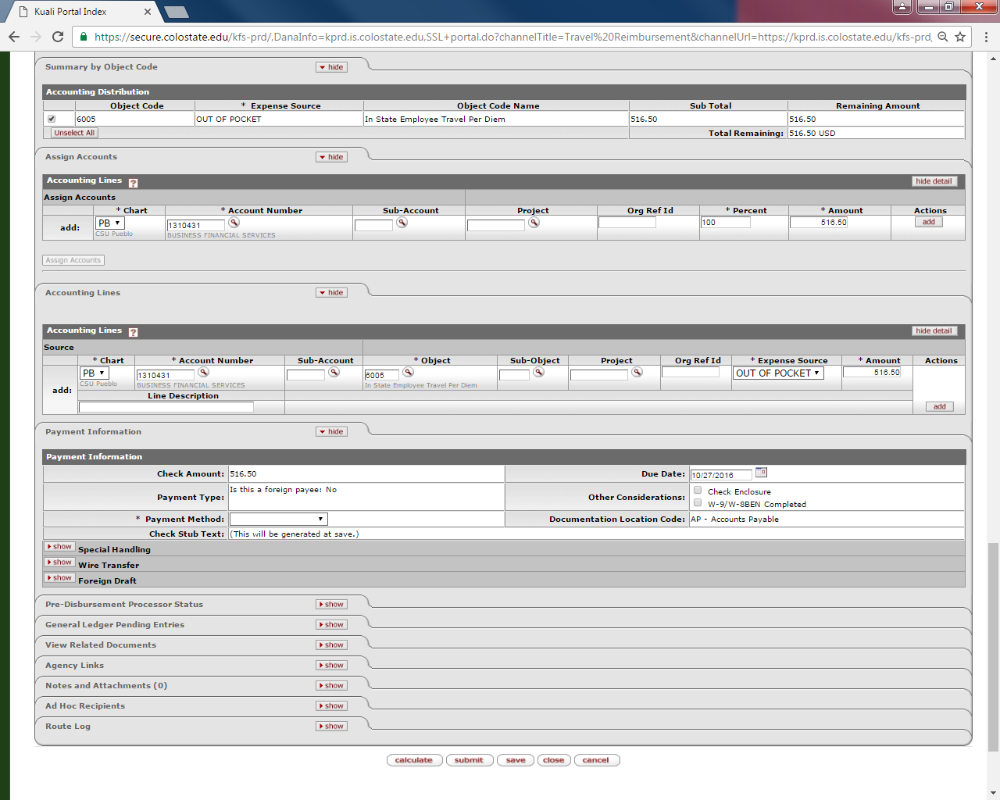 Kuali Portal Index
https://secure.colostate.edu/kfs-prd/,DanaInfo=kprd.is.colostate.edu,SSL+portal.do?channelTitle=Travel%20Reimbursement&channelUrl=https://kprd.is.colostate.edu/kfs-prd
Summary by Object Code hide
Accounting Distribution
Object Code * Expense Source Object Code Name Sub Total Remaining Amount
6005 OUT OF POCKET In State Employee Travel Per Diem 516.50 516.50
Unselect All Total Remaining: 516.50 USD
Assign Accounts hide
Accounting Lines ? hide detail
Assign Accounts
* Chart * Account Number Sub-Account Project Org Ref Id * Percent * Amount Actions
add: PB 1310431 100 516.50 add
CSU Pueblo BUSINESS FINANCIAL SERVICES
Assign Accounts
Accounting Lines hide
Accounting Lines ? hide detail
Source
* Chart * Account Number Sub-Account * Object Sub-Object Project Org Ref Id * Expense Source * Amount Actions
add: PB 1310431 6005 OUT OF POCKET 516.50
CSU Pueblo BUSINESS FINANCIAL SERVICES In State Employee Travel Per Diem
Line Description
add
Payment Information hide
Payment Information
Check Amount: 516.50 Due Date: 10/27/2016
Payment Type: Is this a foreign payee: No Other Considerations: Check Enclosure
W-9/W-8BEN Completed
* Payment Method: Documentation Location Code: AP - Accounts Payable
Check Stub Text: (This will be generated at save.)
show Special Handling
show Wire Transfer
show Foreign Draft
Pre-Disbursement Processor Status show
General Ledger Pending Entries show
View Related Documents show
Agency Links show
Notes and Attachments (0) show
Ad Hoc Recipients show
Route Log show
calculate submit save close cancel